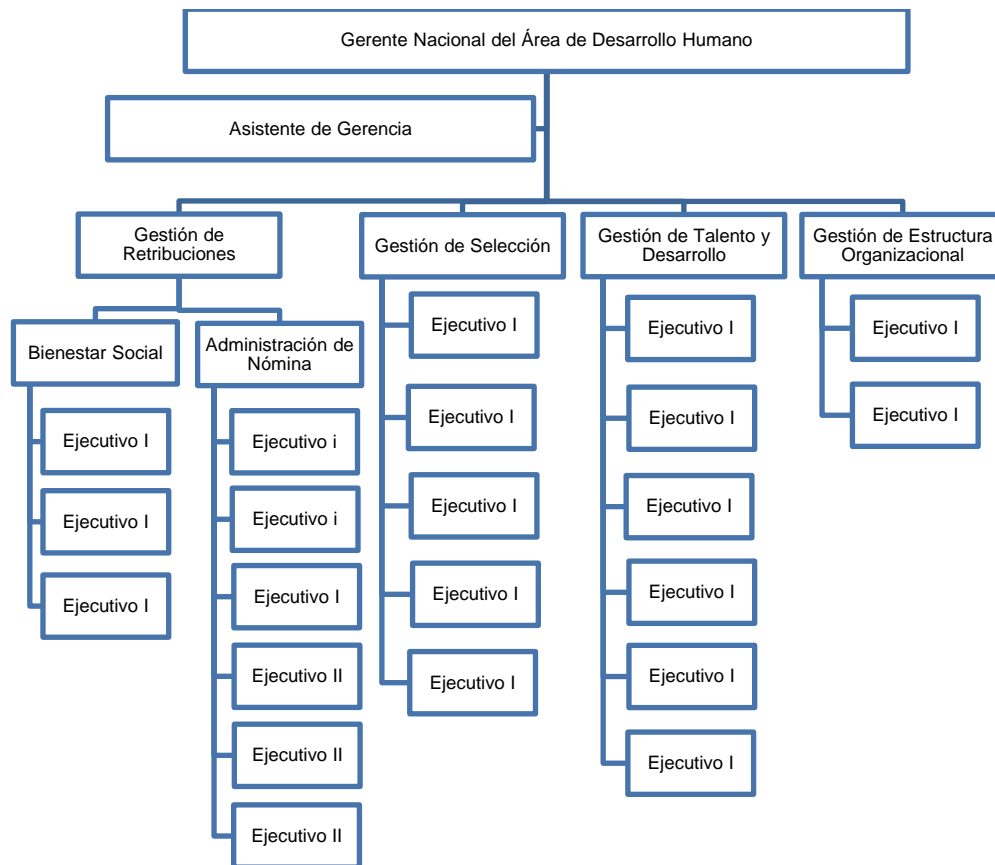 Gerente Nacional del Área de Desarrollo Humano
Asistente de Gerencia
Gestión de
Retribuciones
Bienestar Social
Ejecutivo I
Ejecutivo I
Ejecutivo I
Administración de
Nómina
Ejecutivo i
Ejecutivo i
Ejecutivo I
Ejecutivo II
Ejecutivo II
Ejecutivo II
Gestión de Selección
Ejecutivo I
Ejecutivo I
Ejecutivo I
Ejecutivo I
Ejecutivo I
Gestión de Talento y
Desarrollo
Ejecutivo I
Ejecutivo I
Ejecutivo I
Ejecutivo I
Ejecutivo I
Ejecutivo I
Gestión de Estructura
Organizacional
Ejecutivo I
Ejecutivo I